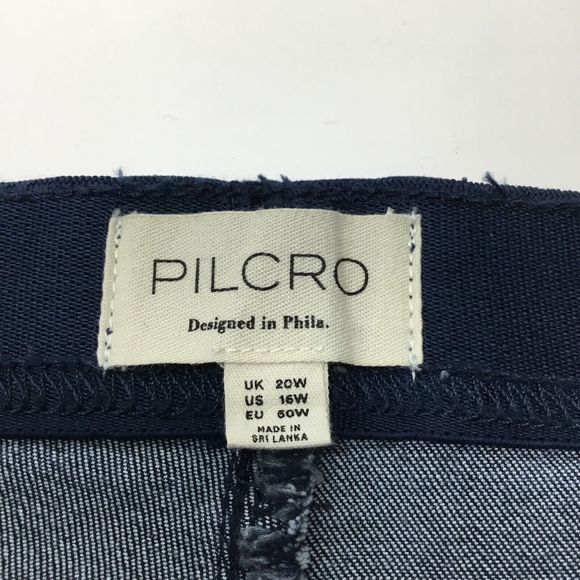 PILCRO
Designed in Phila.
UK 20W
US 16W
EU 50W
MADE IN
SRI LANKA